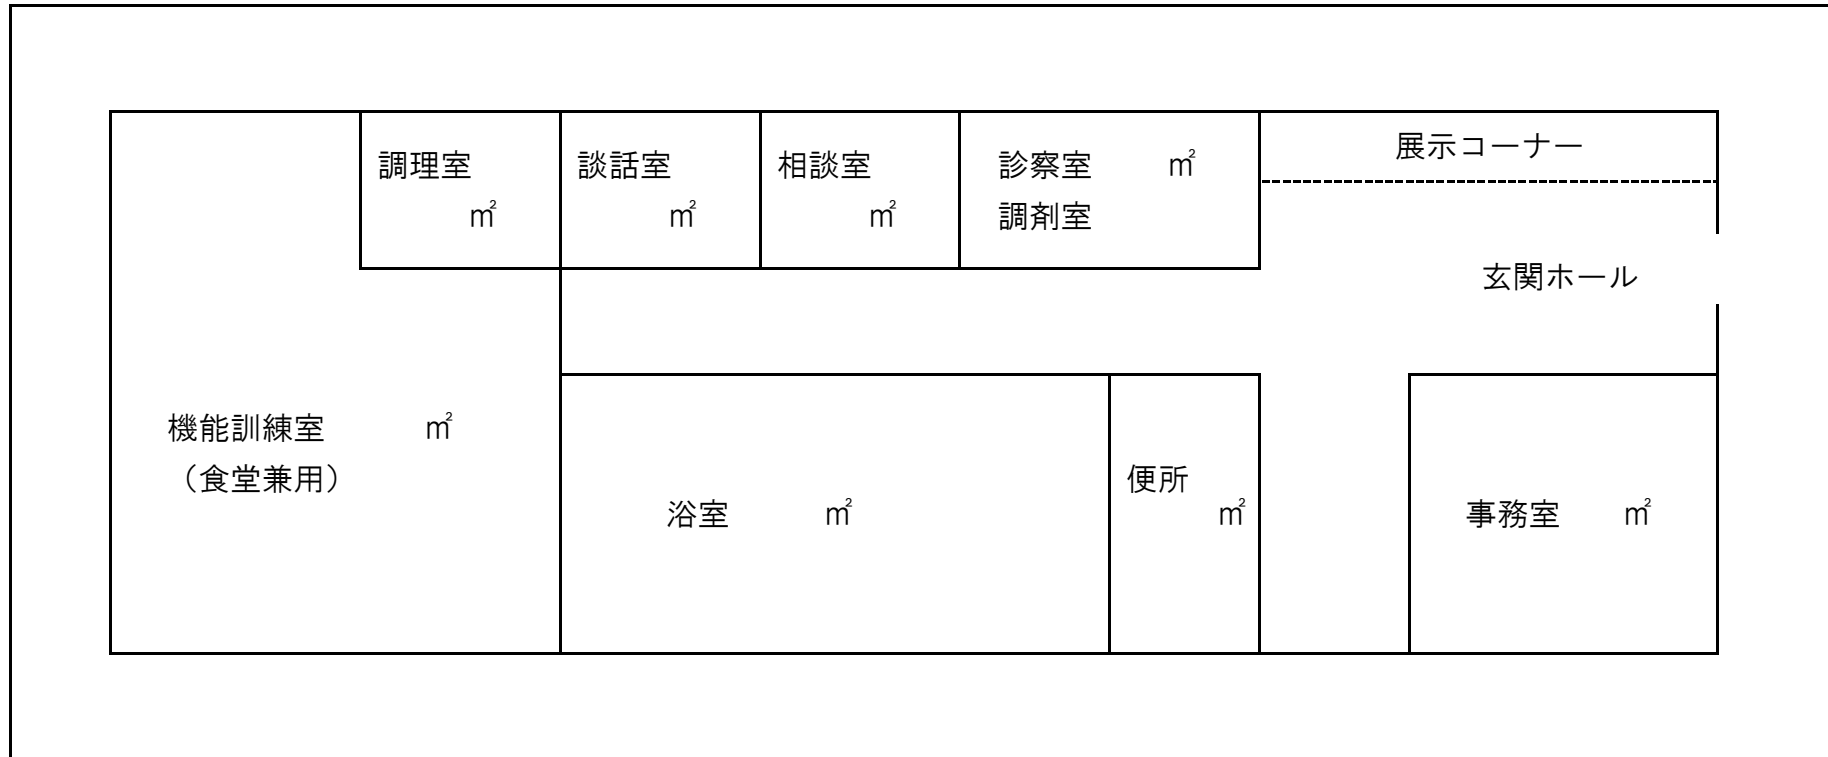 展示コーナー
調理室
㎡
談話室
㎡
相談室
㎡
診察室 ㎡
調剤室
玄関ホール
機能訓練室 ㎡
（食堂兼用）
浴室 ㎡
便所
㎡
事務室 ㎡